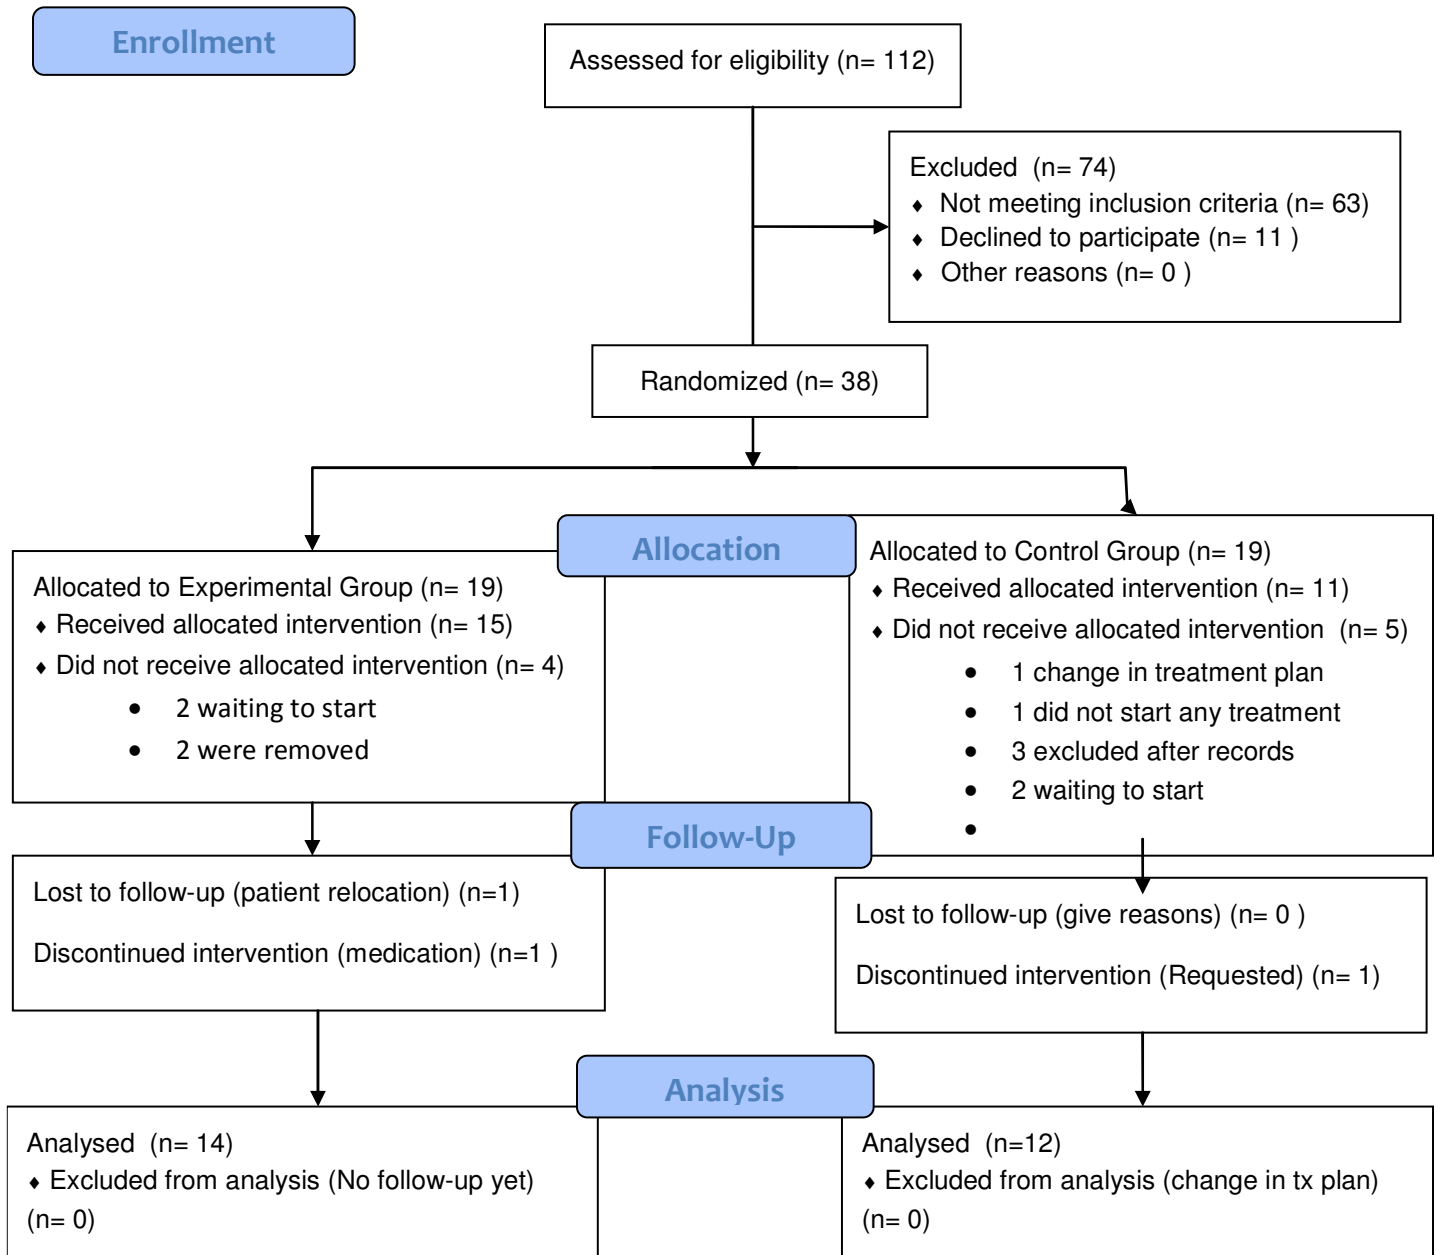 Enrollment
Assessed for eligibility (n= 112)
Excluded  (n= 74)
♦ Not meeting inclusion criteria (n= 63)
♦ Declined to participate (n= 11 )
♦ Other reasons (n= 0 )
Randomized (n= 38)
Allocation
Allocated to Experimental Group (n= 19)
♦ Received allocated intervention (n= 15)
♦ Did not receive allocated intervention (n= 4)
• 2 waiting to start
• 2 were removed
Allocated to Control Group (n= 19)
♦ Received allocated intervention (n= 11)
♦ Did not receive allocated intervention  (n= 5)
• 1 change in treatment plan
• 1 did not start any treatment
• 3 excluded after records
• 2 waiting to start
•
Follow-Up
Lost to follow-up (patient relocation) (n=1)
Discontinued intervention (medication) (n=1 )
Lost to follow-up (give reasons) (n= 0 )
Discontinued intervention (Requested) (n= 1)
Analysis
Analysed  (n= 14)
♦ Excluded from analysis (No follow-up yet)
(n= 0)
Analysed  (n=12)
♦ Excluded from analysis (change in tx plan)
(n= 0)